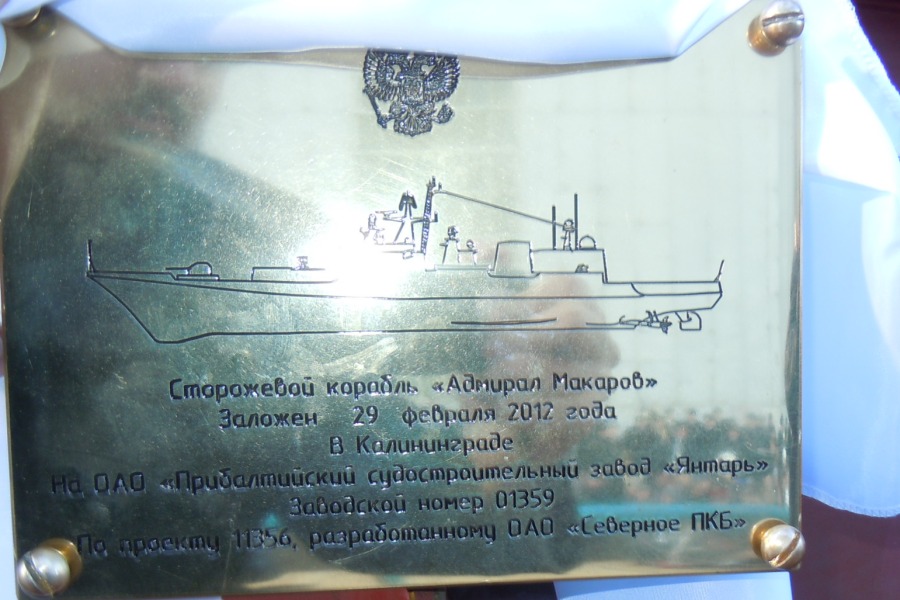 Сторожевой корабль «Адмирал Макаров»
Заложен 29 февраля 2012 года
В Калининграде
На ОАО «Прибалтийский судостроительный завод «Янтарь»
Заводской номер 01359
По проекту 11356, разработанному ОАО «Северное ПКБ»